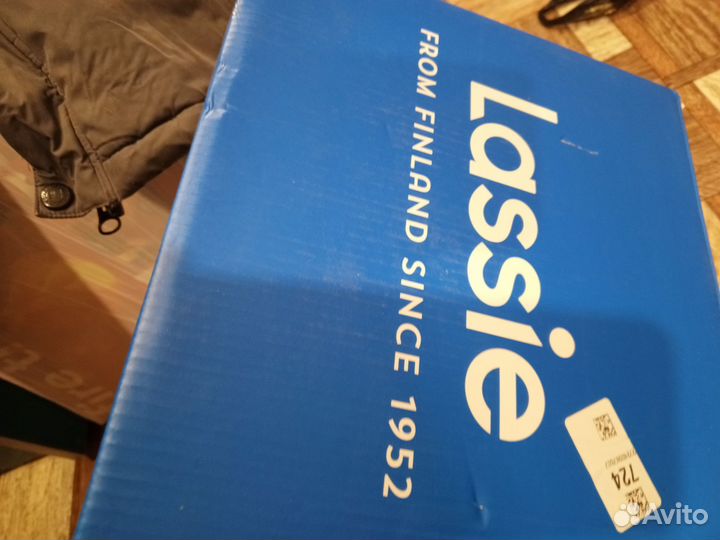 Lassie
FROM FINLAND SINCE 1952
724
Avito